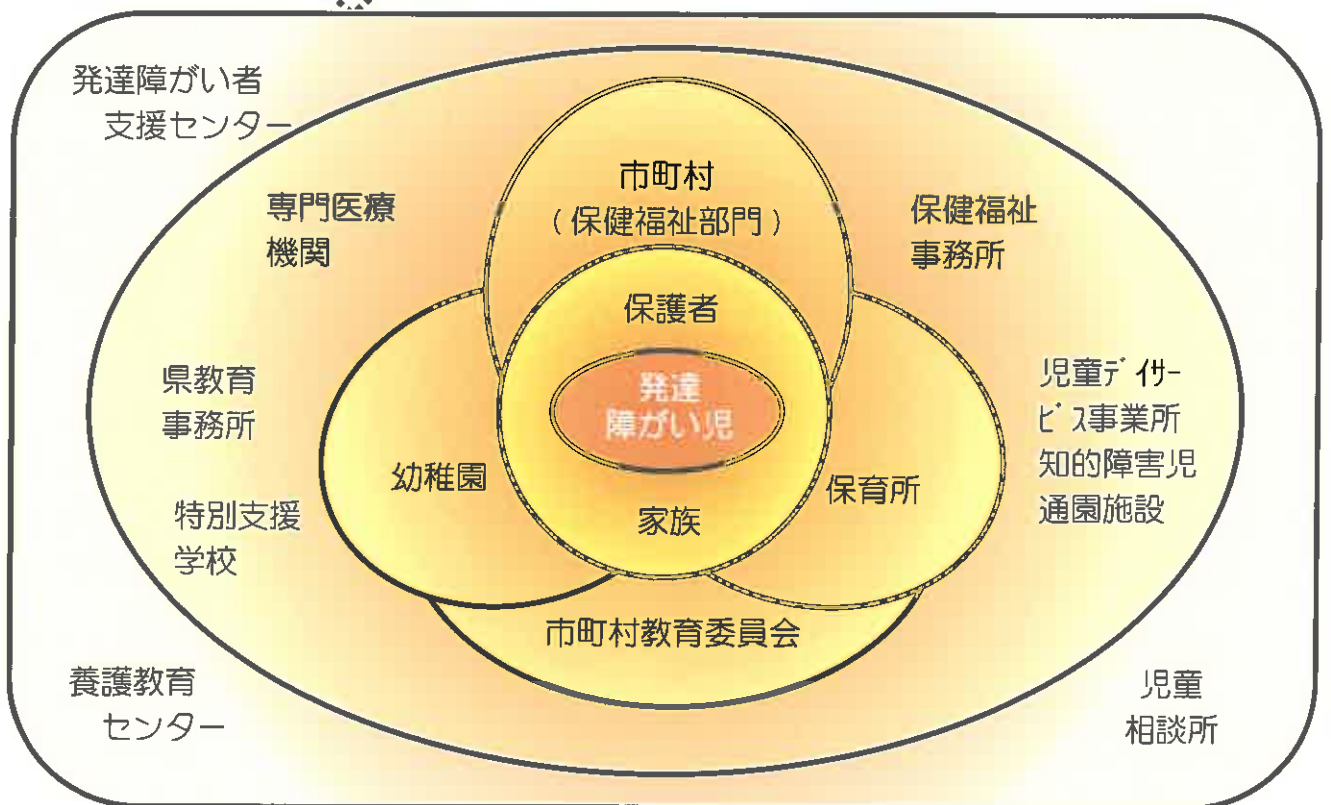 発達障がい者
支援センター
市町村
(保健福祉部門)
専門医療
機関
保健福祉
事務所
保護者
発達
障がい児
県教育
事務所
児童デイサー
ビス事業所
知的障害児
通園施設
幼稚園
保育所
家族
特別支援
学校
市町村教育委員会
養護教育
センター
児童
相談所